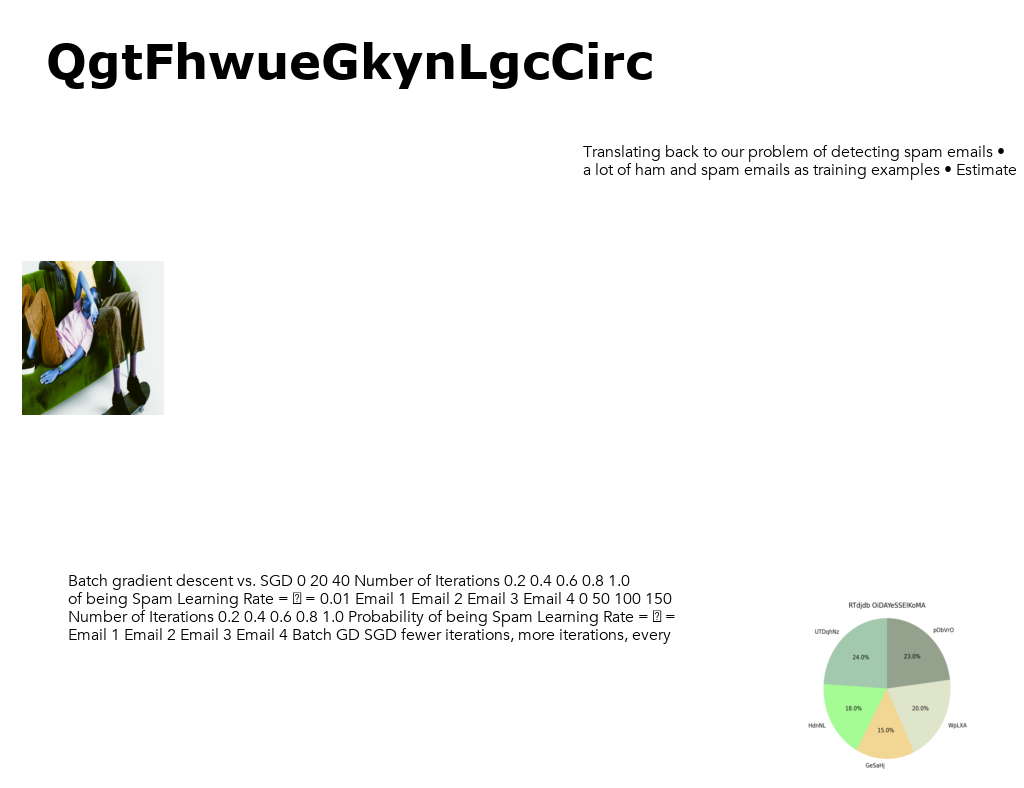 QgtFhwueGkynLgcCirc
Translating back to our problem of detecting spam emails •
a lot of ham and spam emails as training examples • Estimate
Batch gradient descent vs. SGD 0 20 40 Number of Iterations 0.2 0.4 0.6 0.8 1.0
of being Spam Learning Rate = = 0.01 Email 1 Email 2 Email 3 Email 4 0 50 100 150
Number of Iterations 0.2 0.4 0.6 0.8 1.0 Probability of being Spam Learning Rate = =
Email 1 Email 2 Email 3 Email 4 Batch GD SGD fewer iterations, more iterations, every
RTdjdb OiDAYeSSEIKoMA
UTDqhNz
pDbVrO
24.0%
23.0%
18.0%
20.0%
HdnNL
WpLXA
15.0%
GeSaHj